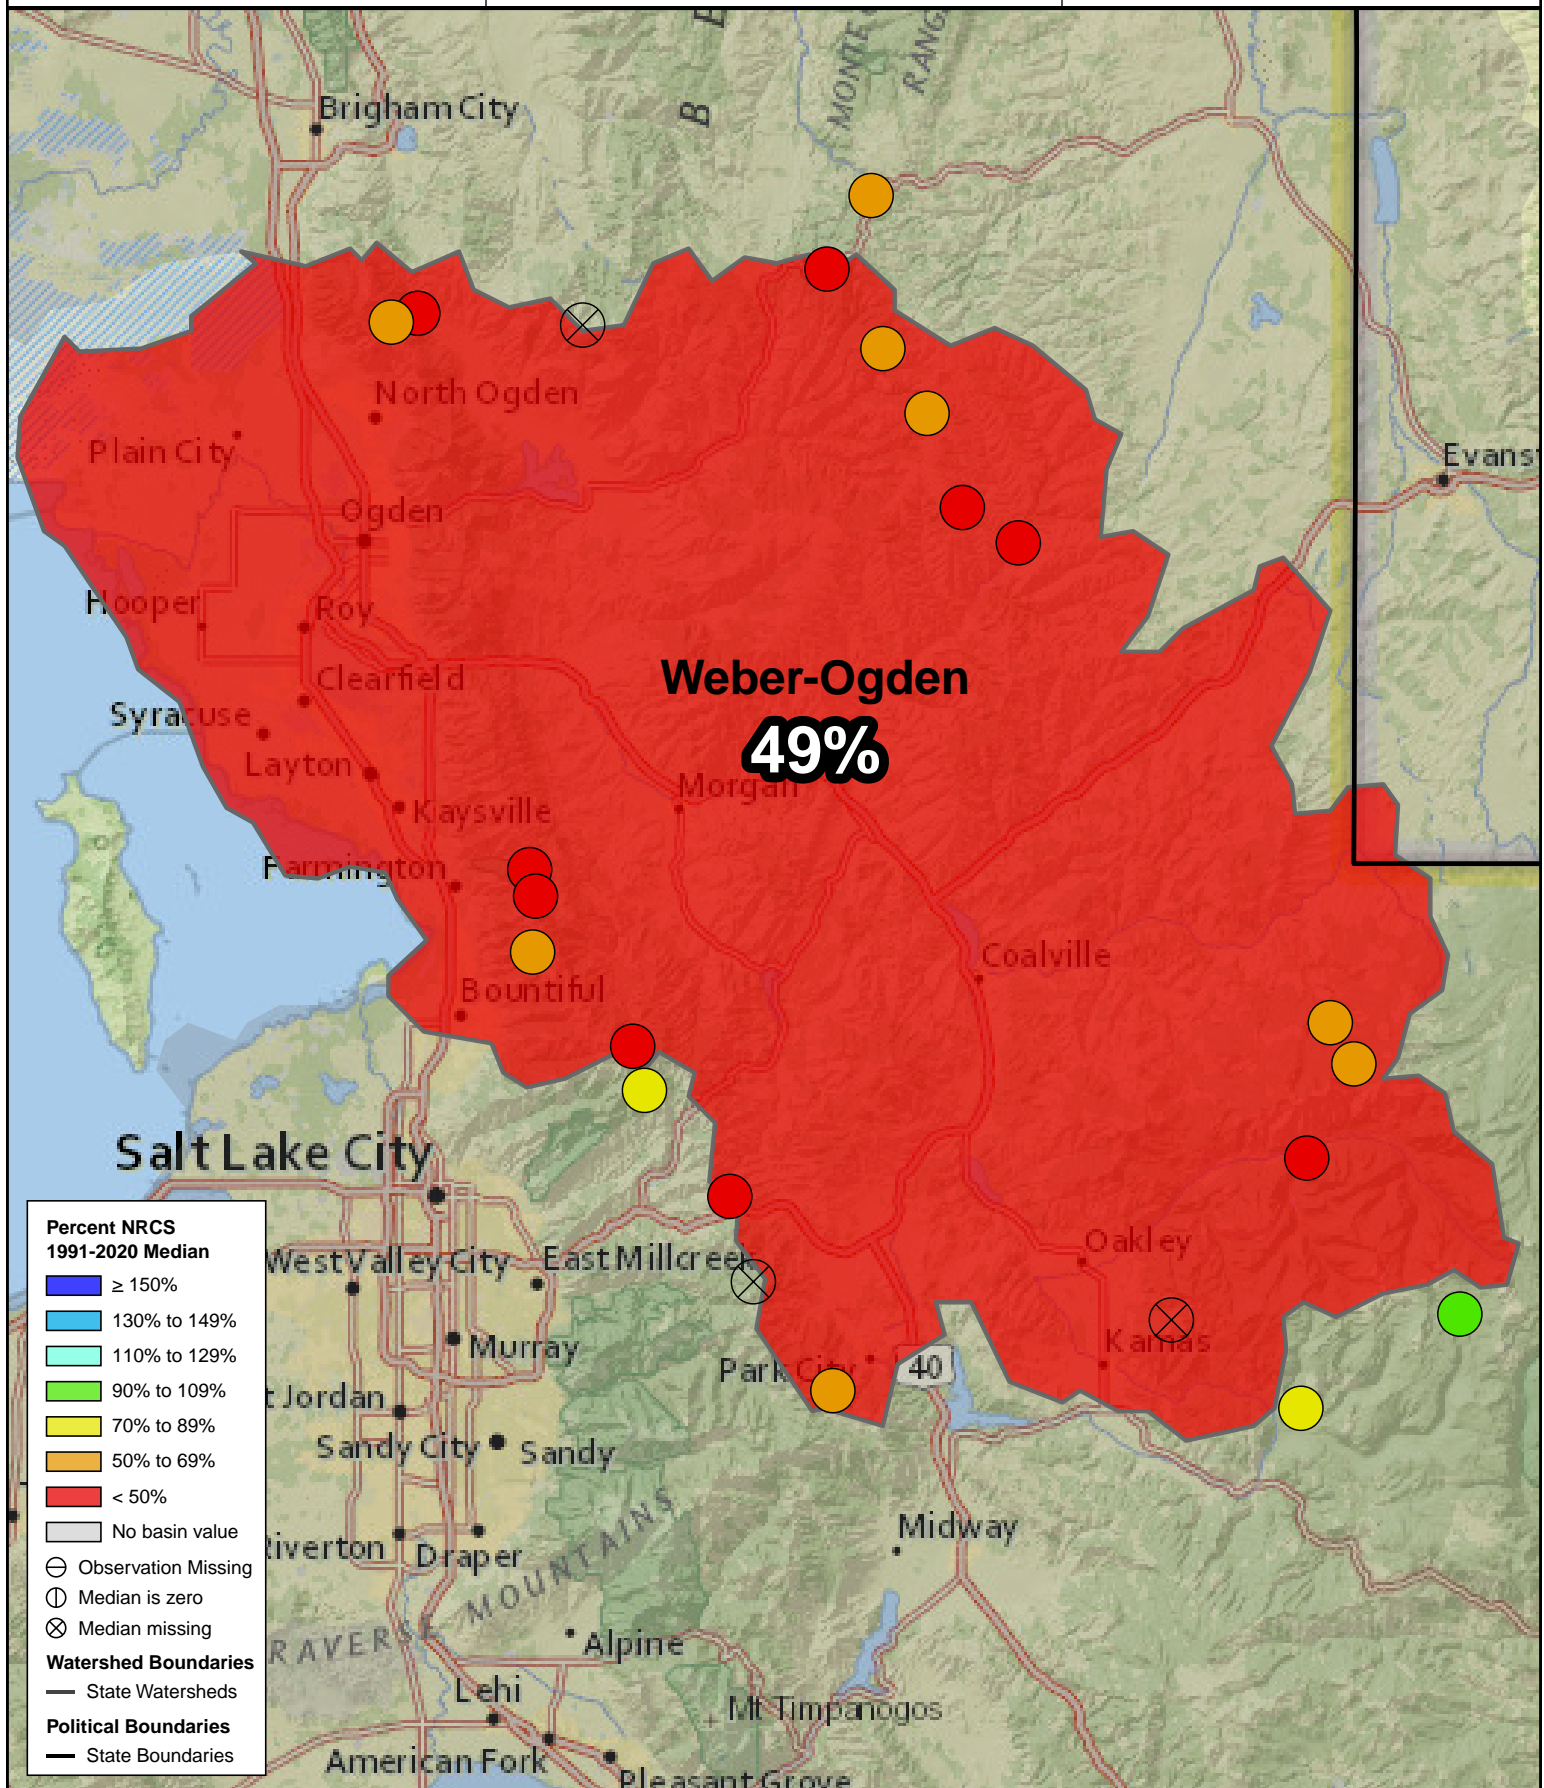 MONTE
RANG
B
Brigham City
North Ogden
Plain City
Evans
Ogden
Hooper
Roy
Weber-Ogden
49%
Clearfield
Syracuse
Layton
Morgan
Kaysville
Farmington
Coalville
Bountiful
Salt Lake City
Oakley
West Valley City
East Millcreek
Kamas
Murray
Park City
40
t Jordan
Sandy City
Sandy
Midway
Riverton
Draper
MOUNTAINS
RAVERSE
Alpine
Lehi
Mt Timpanogos
American Fork
Pleasant Grove
Percent NRCS
1991-2020 Median
≥ 150%
130% to 149%
110% to 129%
90% to 109%
70% to 89%
50% to 69%
< 50%
No basin value
Observation Missing
Median is zero
Median missing
Watershed Boundaries
State Watersheds
Political Boundaries
State Boundaries